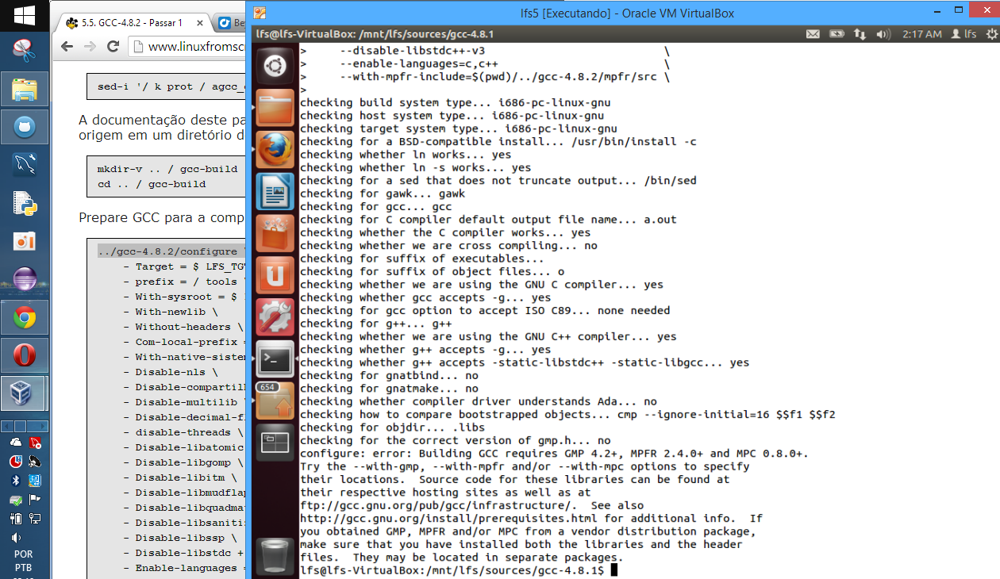 5.5. GCC-4.8.2 - Passar 1
Be
www.linuxfromscr
sed-i '/ k prot / agcc_
A documentação deste pa
origem em um diretório d
mkdir-v .. / gcc-build
cd .. / gcc-build
Prepare GCC para a comp
../gcc-4.8.2/configure
- Target = $ LFS_TGT
- prefix = / tools \
- With-sysroot = $
- With-newlib \
- Without-headers \
- Com-local-prefix =
- With-native-sistem
- Disable-nls \
- Disable-compartill
- Disable-multilib \
- Disable-decimal-fl
- disable-threads \
- Disable-libatomic
- Disable-libgomp \
- Disable-libitm \
- Disable-libmudflap
- Disable-libquadmat
- Disable-libsanitiz
- Disable-libssp \
- Disable-libstdc +
- Enable-languages =
POR
PTB
lfs5 [Executando] - Oracle VM VirtualBox
lfs@lfs-VirtualBox: /mnt/lfs/sources/gcc-4.8.1
2:17 AM
lfs
654
> --disable-libstdc++-v3 \
> --enable-languages=c,c++ \
> --with-mpfr-include=$(pwd)/../gcc-4.8.2/mpfr/src \
>
checking build system type... i686-pc-linux-gnu
checking host system type... i686-pc-linux-gnu
checking target system type... i686-pc-linux-gnu
checking for a BSD-compatible install... /usr/bin/install -c
checking whether ln works... yes
checking whether ln -s works... yes
checking for a sed that does not truncate output... /bin/sed
checking for gawk... gawk
checking for gcc... gcc
checking for C compiler default output file name... a.out
checking whether the C compiler works... yes
checking whether we are cross compiling... no
checking for suffix of executables...
checking for suffix of object files... o
checking whether we are using the GNU C compiler... yes
checking whether gcc accepts -g... yes
checking for gcc option to accept ISO C89... none needed
checking for g++... g++
checking whether we are using the GNU C++ compiler... yes
checking whether g++ accepts -g... yes
checking whether g++ accepts -static-libstdc++ -static-libgcc... yes
checking for gnatbind... no
checking for gnatmake... no
checking whether compiler driver understands Ada... no
checking how to compare bootstrapped objects... cmp --ignore-initial=16 $$f1 $$f2
checking for objdir... .libs
checking for the correct version of gmp.h... no
configure: error: Building GCC requires GMP 4.2+, MPFR 2.4.0+ and MPC 0.8.0+.
Try the --with-gmp, --with-mpfr and/or --with-mpc options to specify
their locations.  Source code for these libraries can be found at
their respective hosting sites as well as at
ftp://gcc.gnu.org/pub/gcc/infrastructure/.  See also
http://gcc.gnu.org/install/prerequisites.html for additional info.  If
you obtained GMP, MPFR and/or MPC from a vendor distribution package,
make sure that you have installed both the libraries and the header
files.  They may be located in separate packages.
lfs@lfs-VirtualBox:/mnt/lfs/sources/gcc-4.8.1$